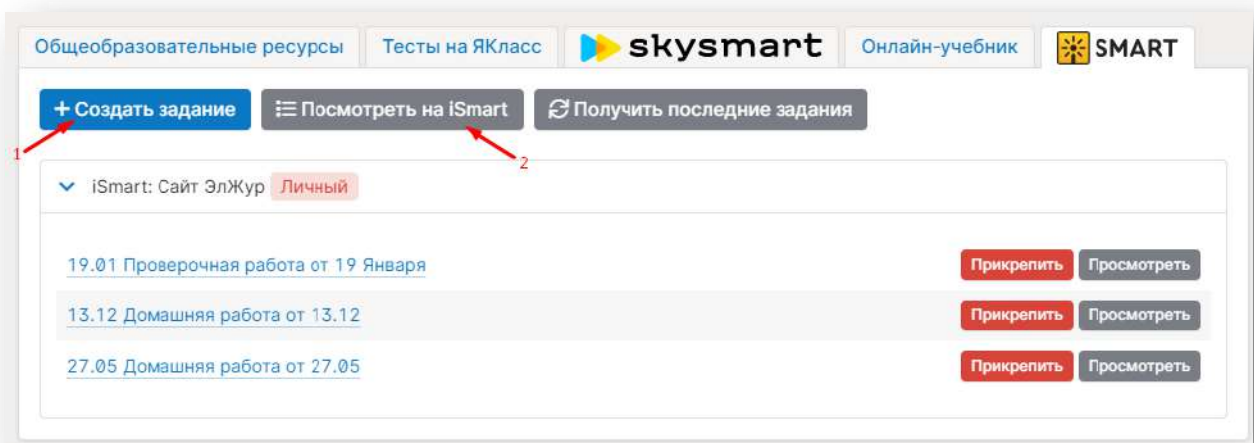 Общеобразовательные ресурсы Тесты на ЯКласс skysmart Онлайн-учебник SMART
+ Создать задание Посмотреть на iSmart Получить последние задания
1
2
iSmart: Сайт ЭлЖур Личный
19.01 Проверочная работа от 19 Января Прикрепить Просмотреть
13.12 Домашняя работа от 13.12 Прикрепить Просмотреть
27.05 Домашняя работа от 27.05 Прикрепить Просмотреть